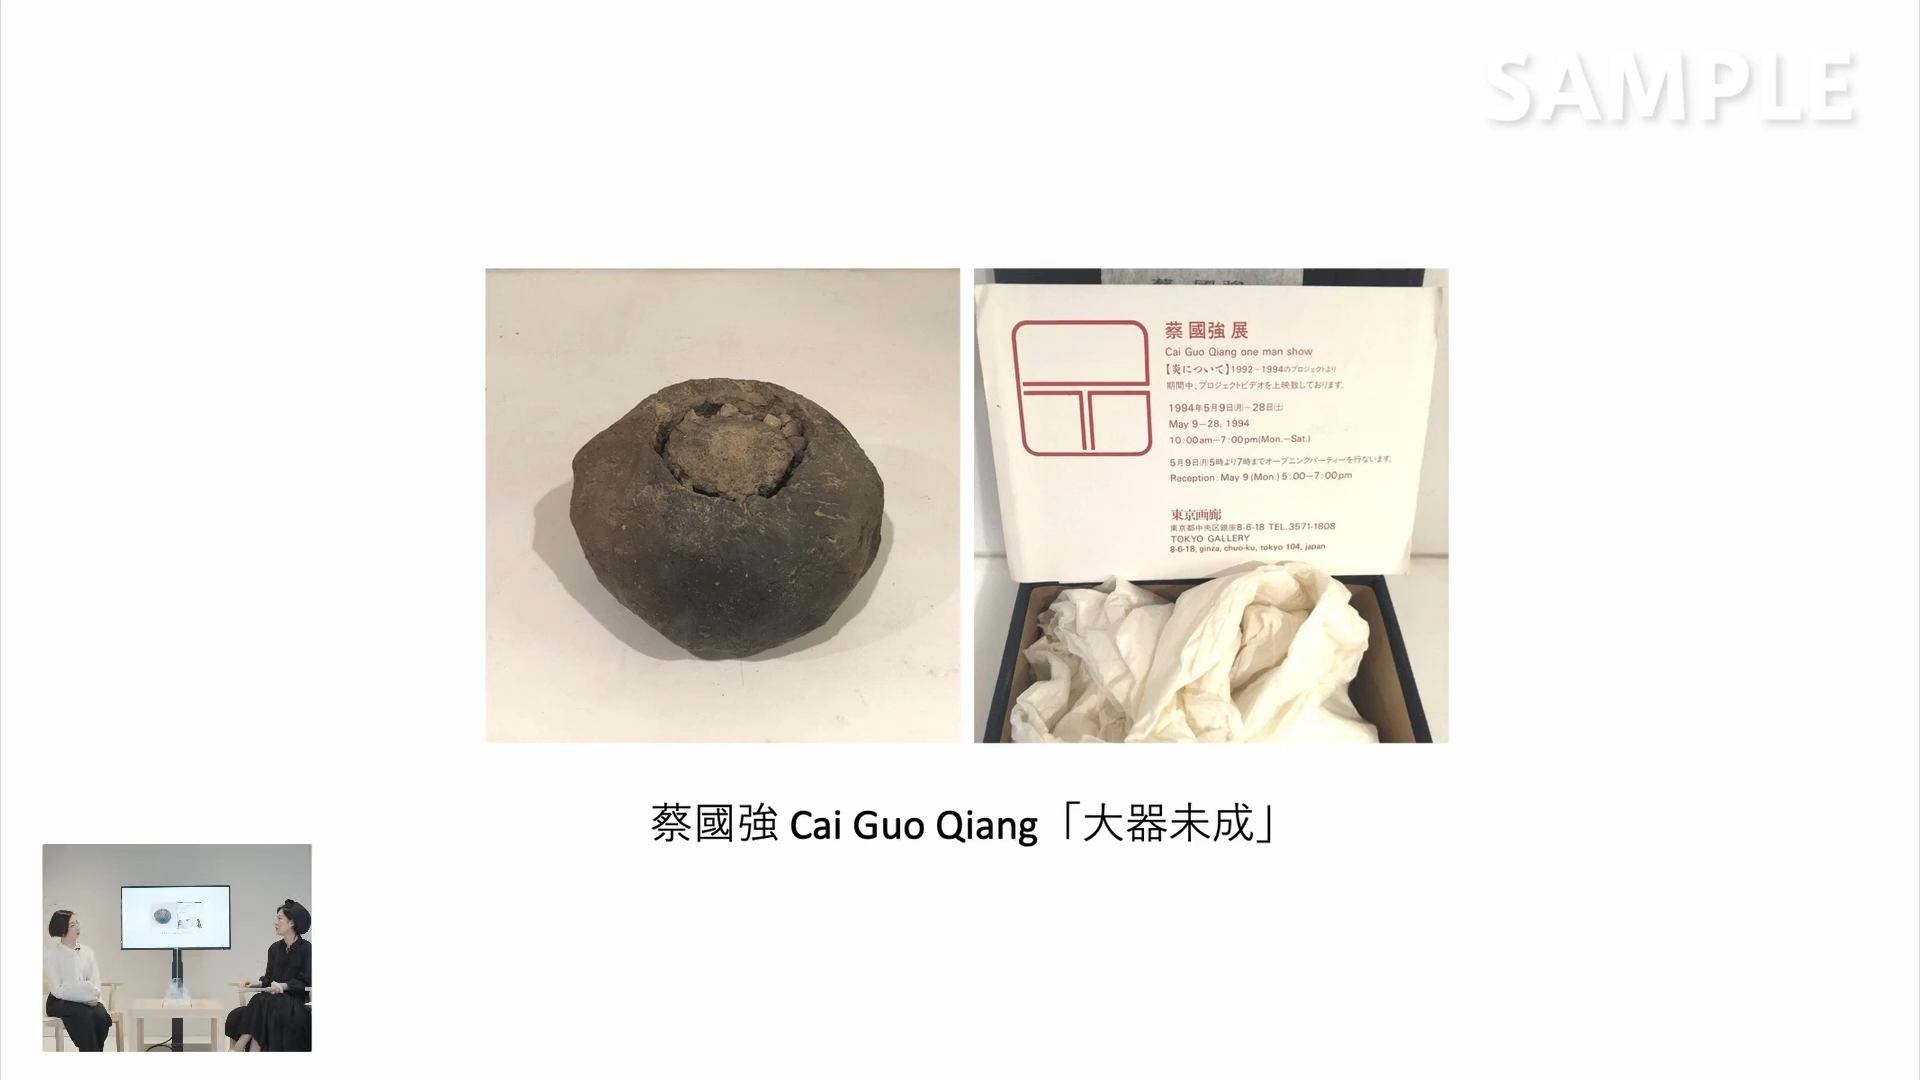 SAMPLE
蔡國強
蔡國強展
Cai Guo Qiang one man show
【炎について】1992−1994のプロジェクトより
期間中、プロジェクトビデオを上映致しております。
1994年5月9日(月)−28日(土)
May 9−28, 1994
10:00am−7:00pm(Mon.−Sat.)
5月9日(月)5時より7時までオープニングパーティーを行ないます。
Reception: May 9 (Mon.) 5:00−7:00pm
東京画廊
東京都中央区銀座8-6-18 TEL.3571-1808
TOKYO GALLERY
8-6-18, ginza, chuo-ku, tokyo 104, japan
蔡國強 Cai Guo Qiang「大器未成」